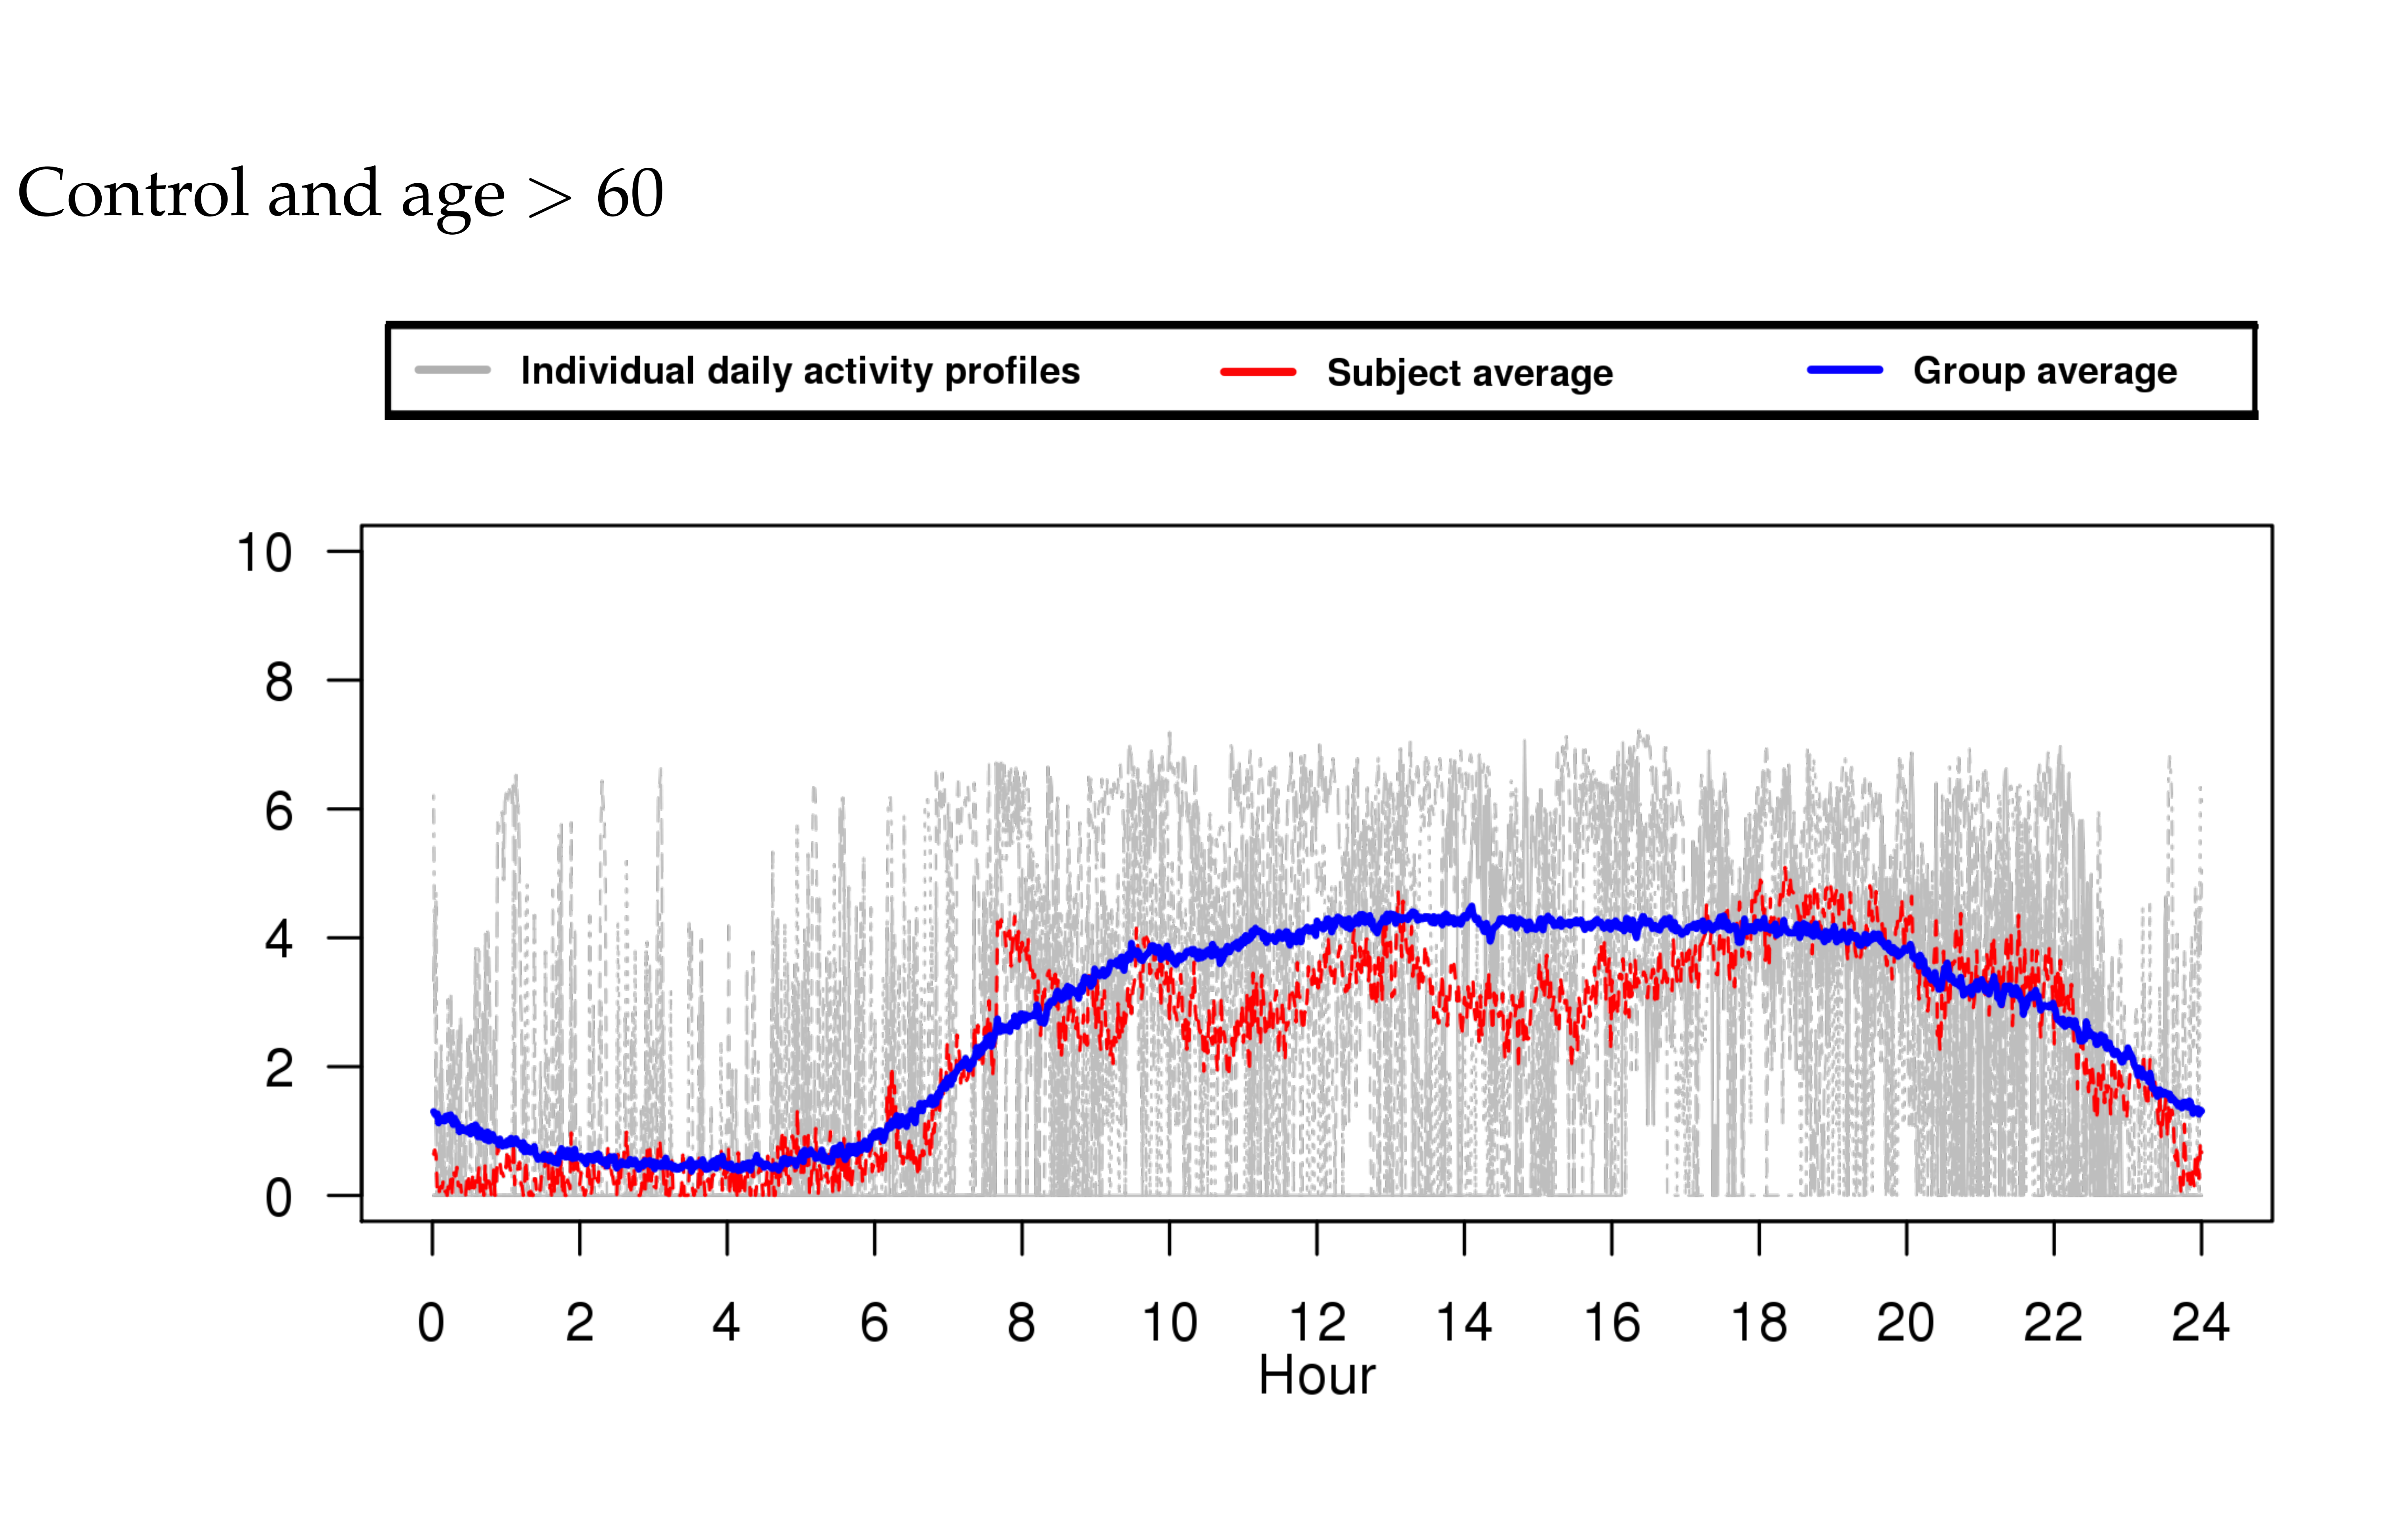 Control and age > 60
Individual daily activity profiles Subject average Group average
10
8
6
4
2
0
0 2 4 6 8 10 12 14 16 18 20 22 24
Hour